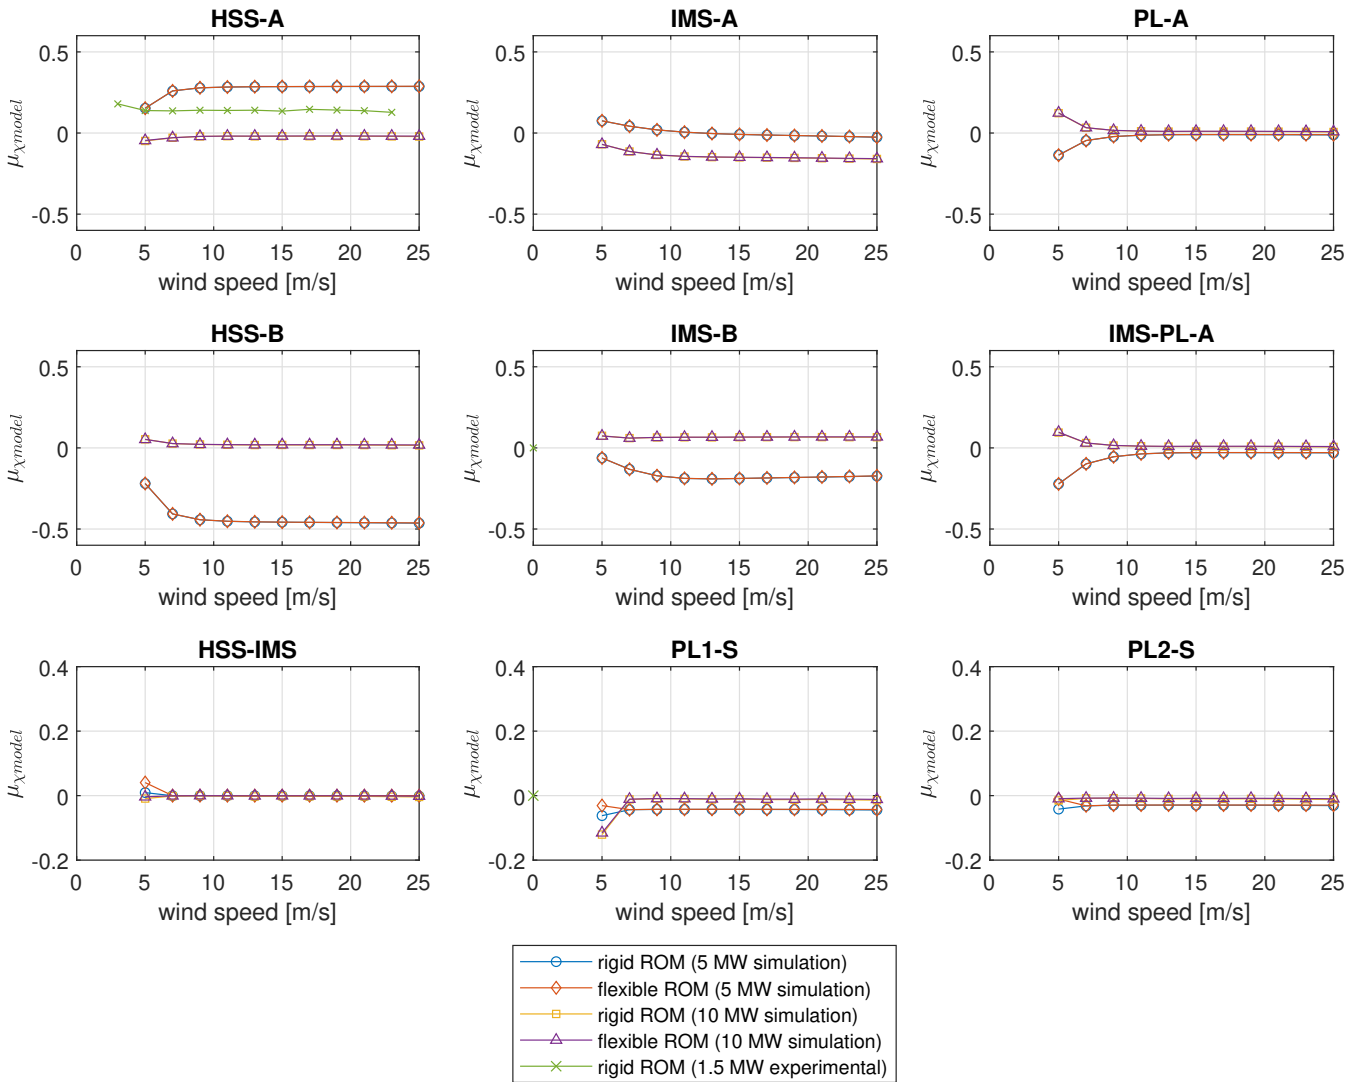 HSS-A
IMS-A
PL-A
0.5
0
-0.5
μχmodel
0 5 10 15 20 25
wind speed [m/s]
0.5
0
-0.5
μχmodel
0 5 10 15 20 25
wind speed [m/s]
0.5
0
-0.5
μχmodel
0 5 10 15 20 25
wind speed [m/s]
HSS-B
IMS-B
IMS-PL-A
0.5
0
-0.5
μχmodel
0 5 10 15 20 25
wind speed [m/s]
0.5
0
-0.5
μχmodel
0 5 10 15 20 25
wind speed [m/s]
0.5
0
-0.5
μχmodel
0 5 10 15 20 25
wind speed [m/s]
HSS-IMS
PL1-S
PL2-S
0.4
0.2
0
-0.2
μχmodel
0 5 10 15 20 25
wind speed [m/s]
0.4
0.2
0
-0.2
μχmodel
0 5 10 15 20 25
wind speed [m/s]
0.4
0.2
0
-0.2
μχmodel
0 5 10 15 20 25
wind speed [m/s]
rigid ROM (5 MW simulation)
flexible ROM (5 MW simulation)
rigid ROM (10 MW simulation)
flexible ROM (10 MW simulation)
rigid ROM (1.5 MW experimental)